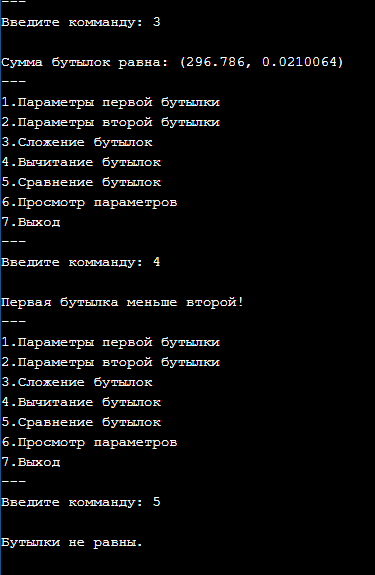 ---
Введите комманду: 3
Сумма бутылок равна: (296.786, 0.0210064)
---
1.Параметры первой бутылки
2.Параметры второй бутылки
3.Сложение бутылок
4.Вычитание бутылок
5.Сравнение бутылок
6.Просмотр параметров
7.Выход
---
Введите комманду: 4
Первая бутылка меньше второй!
---
1.Параметры первой бутылки
2.Параметры второй бутылки
3.Сложение бутылок
4.Вычитание бутылок
5.Сравнение бутылок
6.Просмотр параметров
7.Выход
---
Введите комманду: 5
Бутылки не равны.